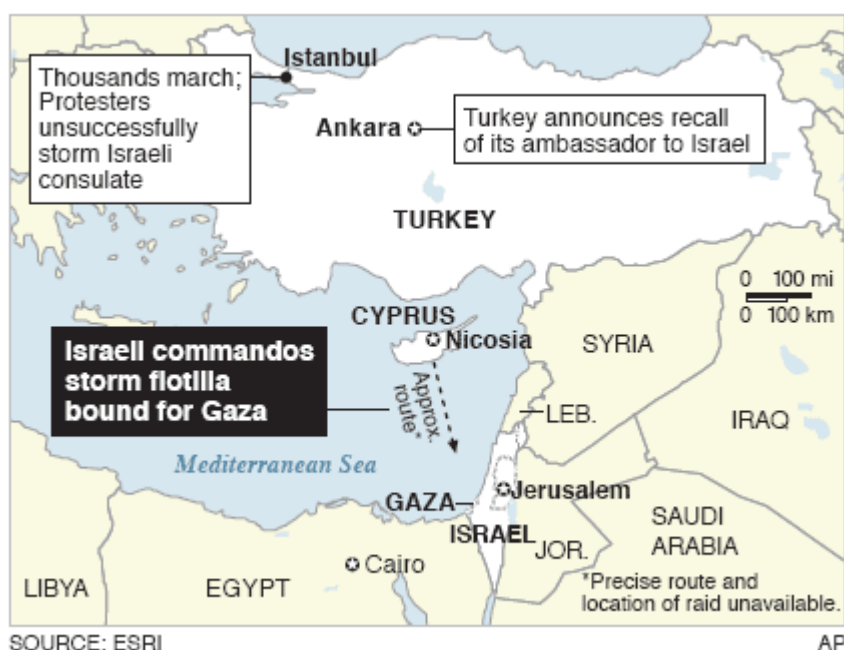 Istanbul
Thousands march;
Protesters
unsuccessfully
storm Israeli
consulate
Ankara
Turkey announces recall
of its ambassador to Israel
TURKEY
0 100 mi
0 100 km
CYPRUS
Nicosia
SYRIA
Israeli commandos
storm flotilla
bound for Gaza
Approx.
route*
LEB.
IRAQ
Mediterranean Sea
GAZA
Jerusalem
ISRAEL
JOR.
SAUDI
ARABIA
Cairo
LIBYA
EGYPT
*Precise route and
location of raid unavailable.
SOURCE: ESRI
AP